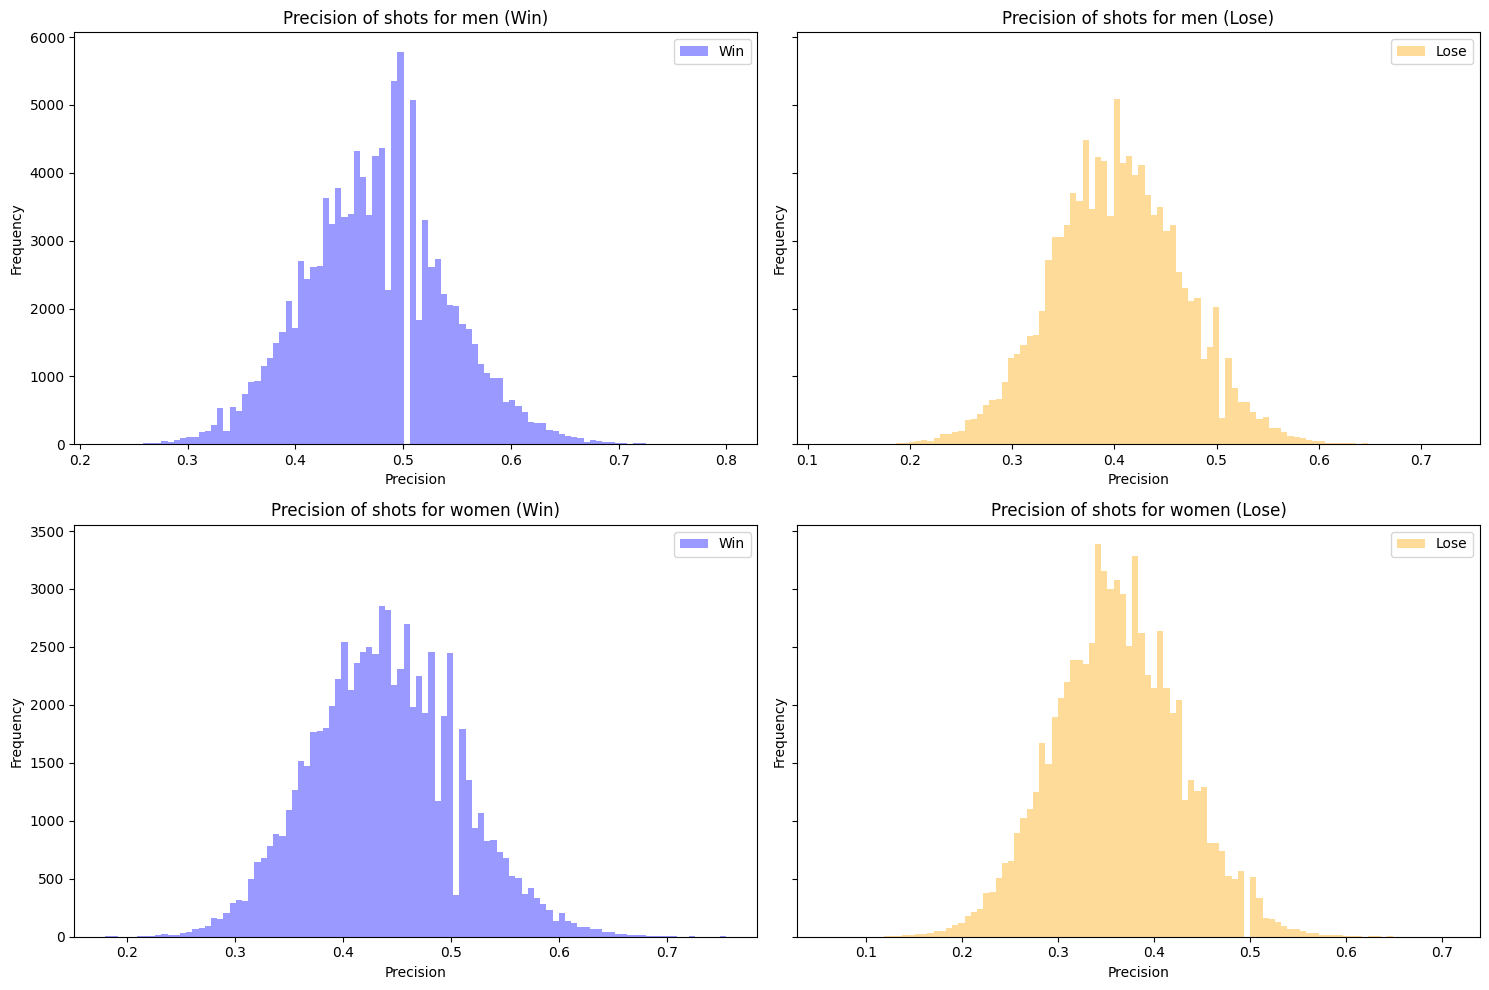 Precision of shots for men (Win)
Win
Frequency
6000
5000
4000
3000
2000
1000
0
0.2 0.3 0.4 0.5 0.6 0.7 0.8
Precision
Precision of shots for men (Lose)
Lose
Frequency
0.1 0.2 0.3 0.4 0.5 0.6 0.7
Precision
Precision of shots for women (Win)
Win
Frequency
3500
3000
2500
2000
1500
1000
500
0
0.2 0.3 0.4 0.5 0.6 0.7
Precision
Precision of shots for women (Lose)
Lose
Frequency
0.1 0.2 0.3 0.4 0.5 0.6 0.7
Precision